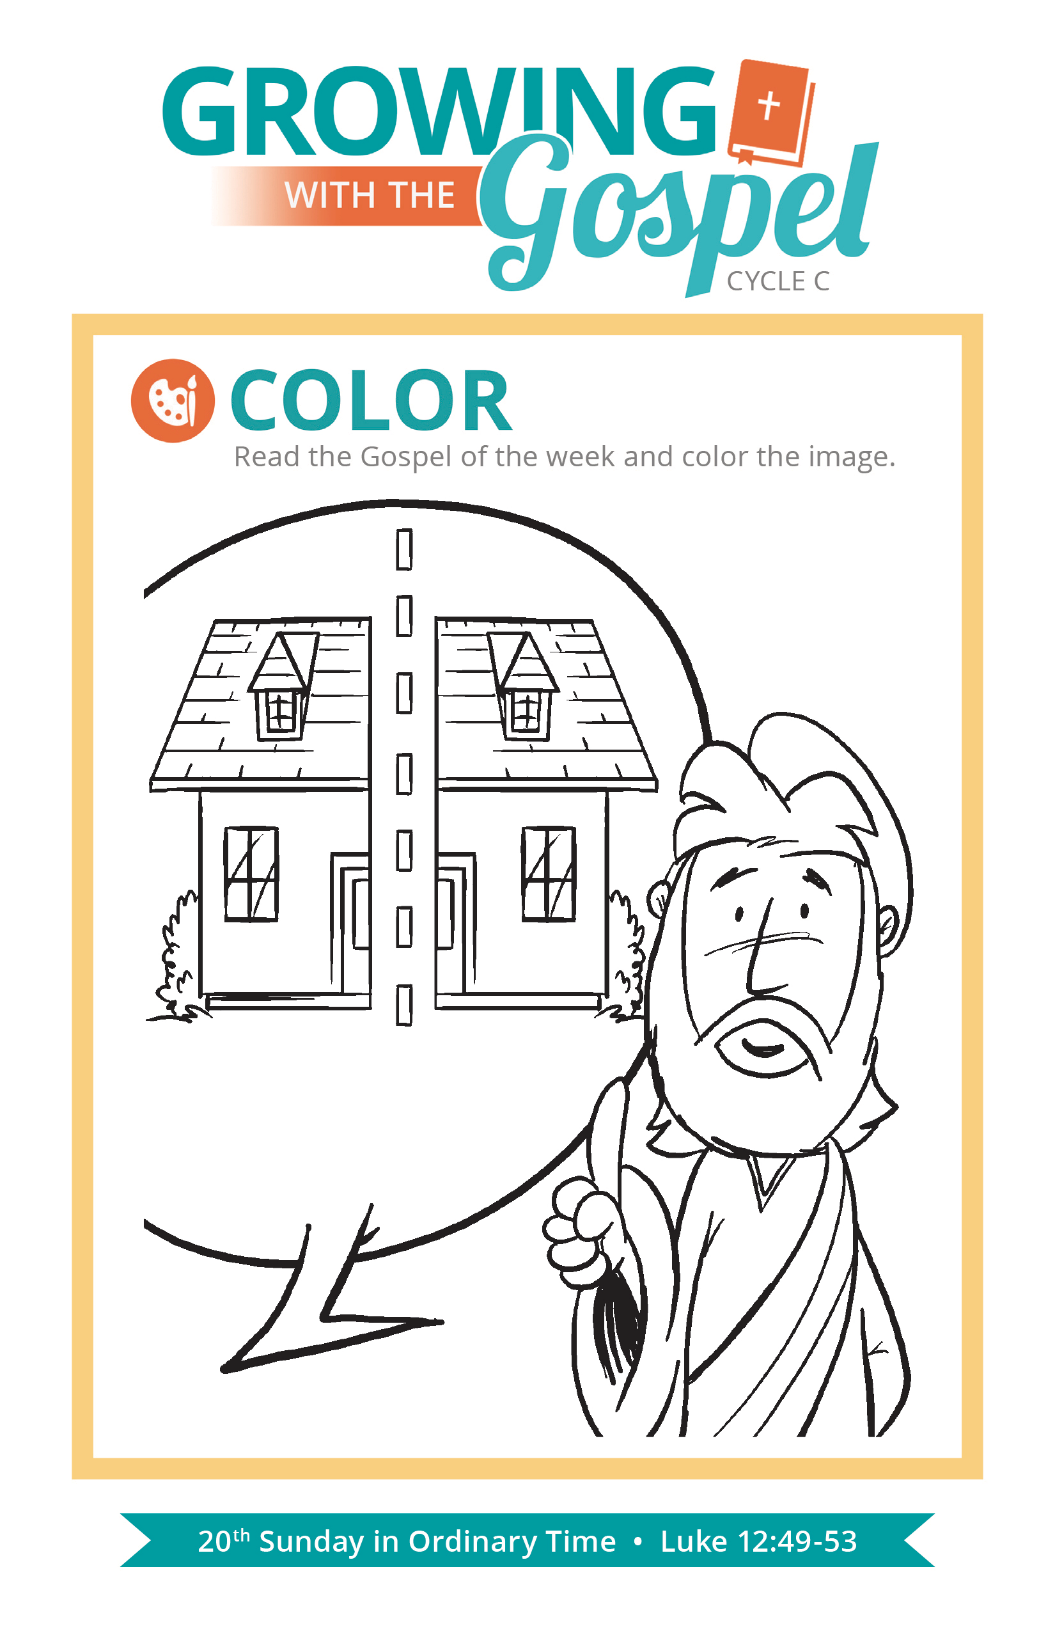 GROWING
WITH THE Gospel
CYCLE C
COLOR
Read the Gospel of the week and color the image.
20th Sunday in Ordinary Time • Luke 12:49-53